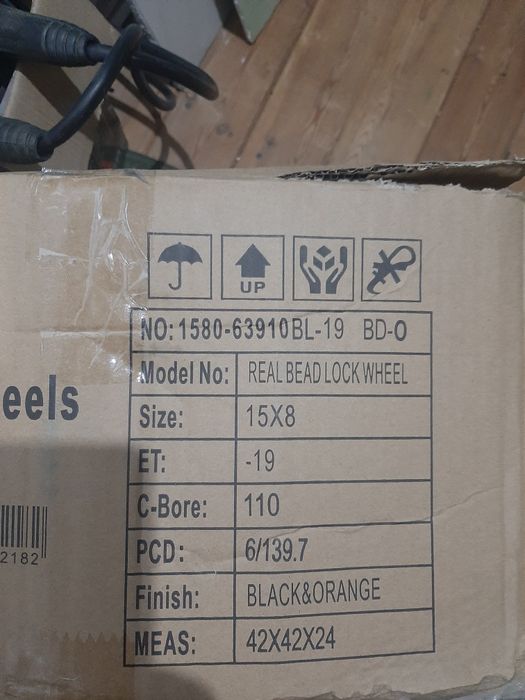 UP
NO: 1580-63910BL-19 BD-O
Model No: REAL BEAD LOCK WHEEL
eels
Size: 15X8
ET: -19
C-Bore: 110
PCD: 6/139.7
2182
Finish: BLACK&ORANGE
MEAS: 42X42X24